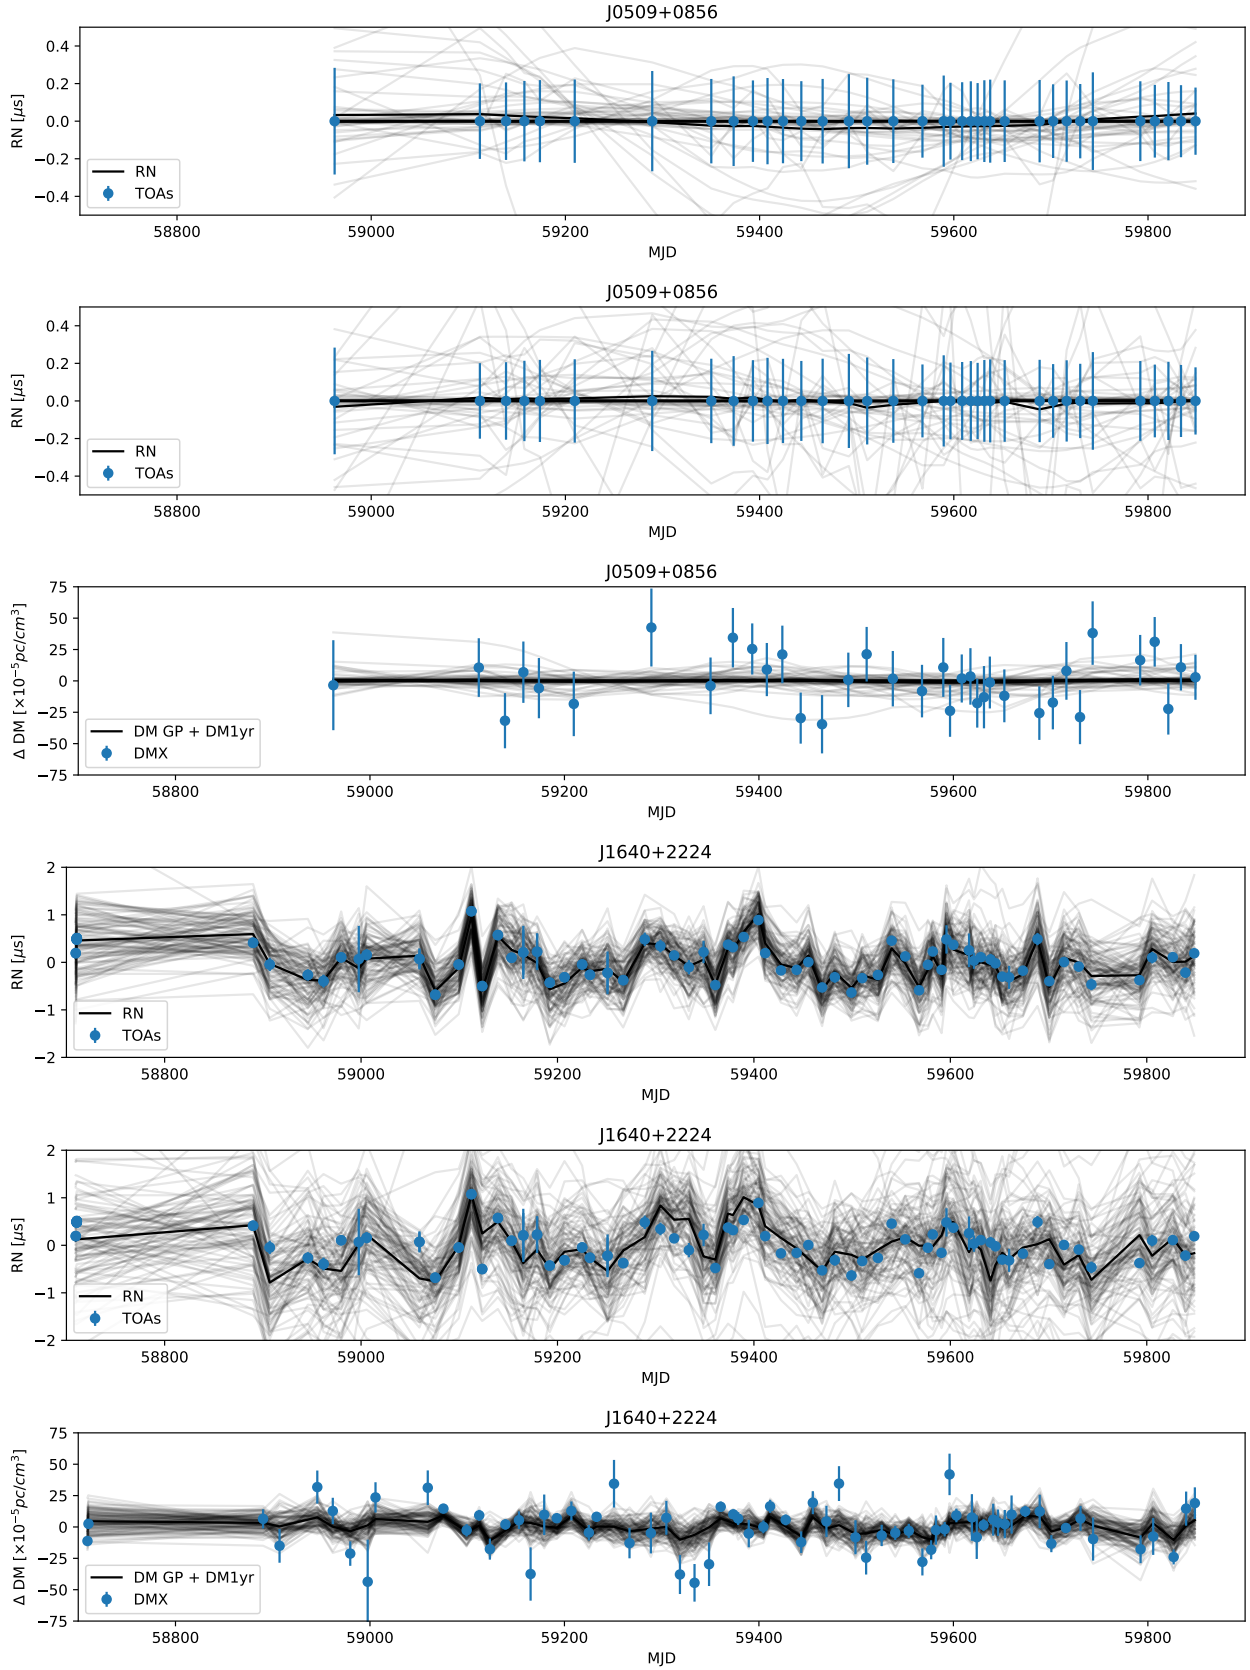 J0509+0856
0.4
0.2
0.0
−0.2
−0.4
RN [μs]
RN
TOAs
58800 59000 59200 59400 59600 59800
MJD
J0509+0856
0.4
0.2
0.0
−0.2
−0.4
RN [μs]
RN
TOAs
58800 59000 59200 59400 59600 59800
MJD
J0509+0856
75
50
25
0
−25
−50
−75
Δ DM [×10⁻⁵pc/cm³]
DM GP + DM1yr
DMX
58800 59000 59200 59400 59600 59800
MJD
J1640+2224
2
1
0
−1
−2
RN [μs]
RN
TOAs
58800 59000 59200 59400 59600 59800
MJD
J1640+2224
2
1
0
−1
−2
RN [μs]
RN
TOAs
58800 59000 59200 59400 59600 59800
MJD
J1640+2224
75
50
25
0
−25
−50
−75
Δ DM [×10⁻⁵pc/cm³]
DM GP + DM1yr
DMX
58800 59000 59200 59400 59600 59800
MJD